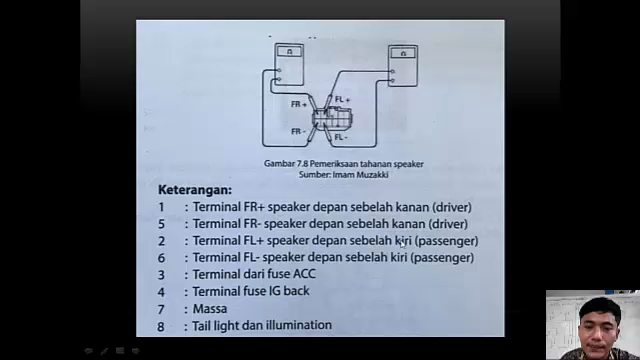 Ω
Ω
FR +
FL +
FR -
FL -
Gambar 7.8 Pemeriksaan tahanan speaker
Sumber: Imam Muzakki
Keterangan:
1 : Terminal FR+ speaker depan sebelah kanan (driver)
5 : Terminal FR- speaker depan sebelah kanan (driver)
2 : Terminal FL+ speaker depan sebelah kiri (passenger)
6 : Terminal FL- speaker depan sebelah kiri (passenger)
3 : Terminal dari fuse ACC
4 : Terminal fuse IG back
7 : Massa
8 : Tail light dan illumination